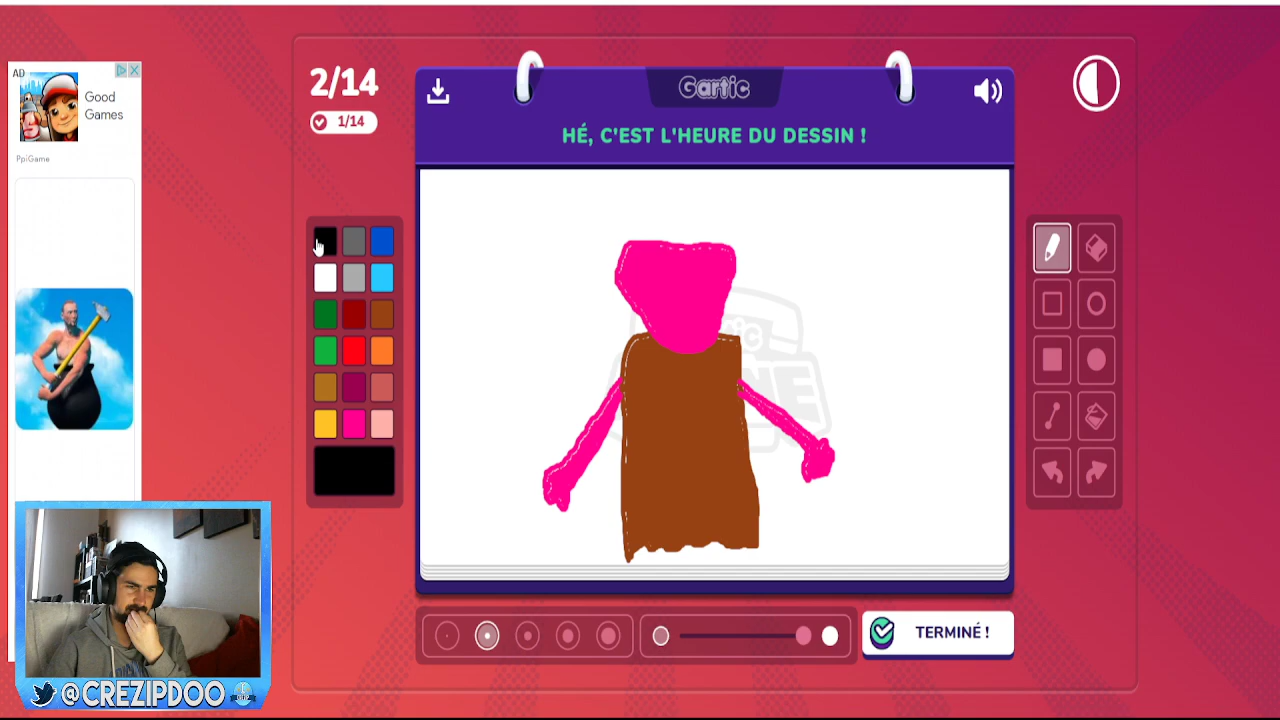 AD
Good
Games
PpiGame
2/14
1/14
Gartic
HÉ, C'EST L'HEURE DU DESSIN !
TERMINÉ !
@CREZIPDOO